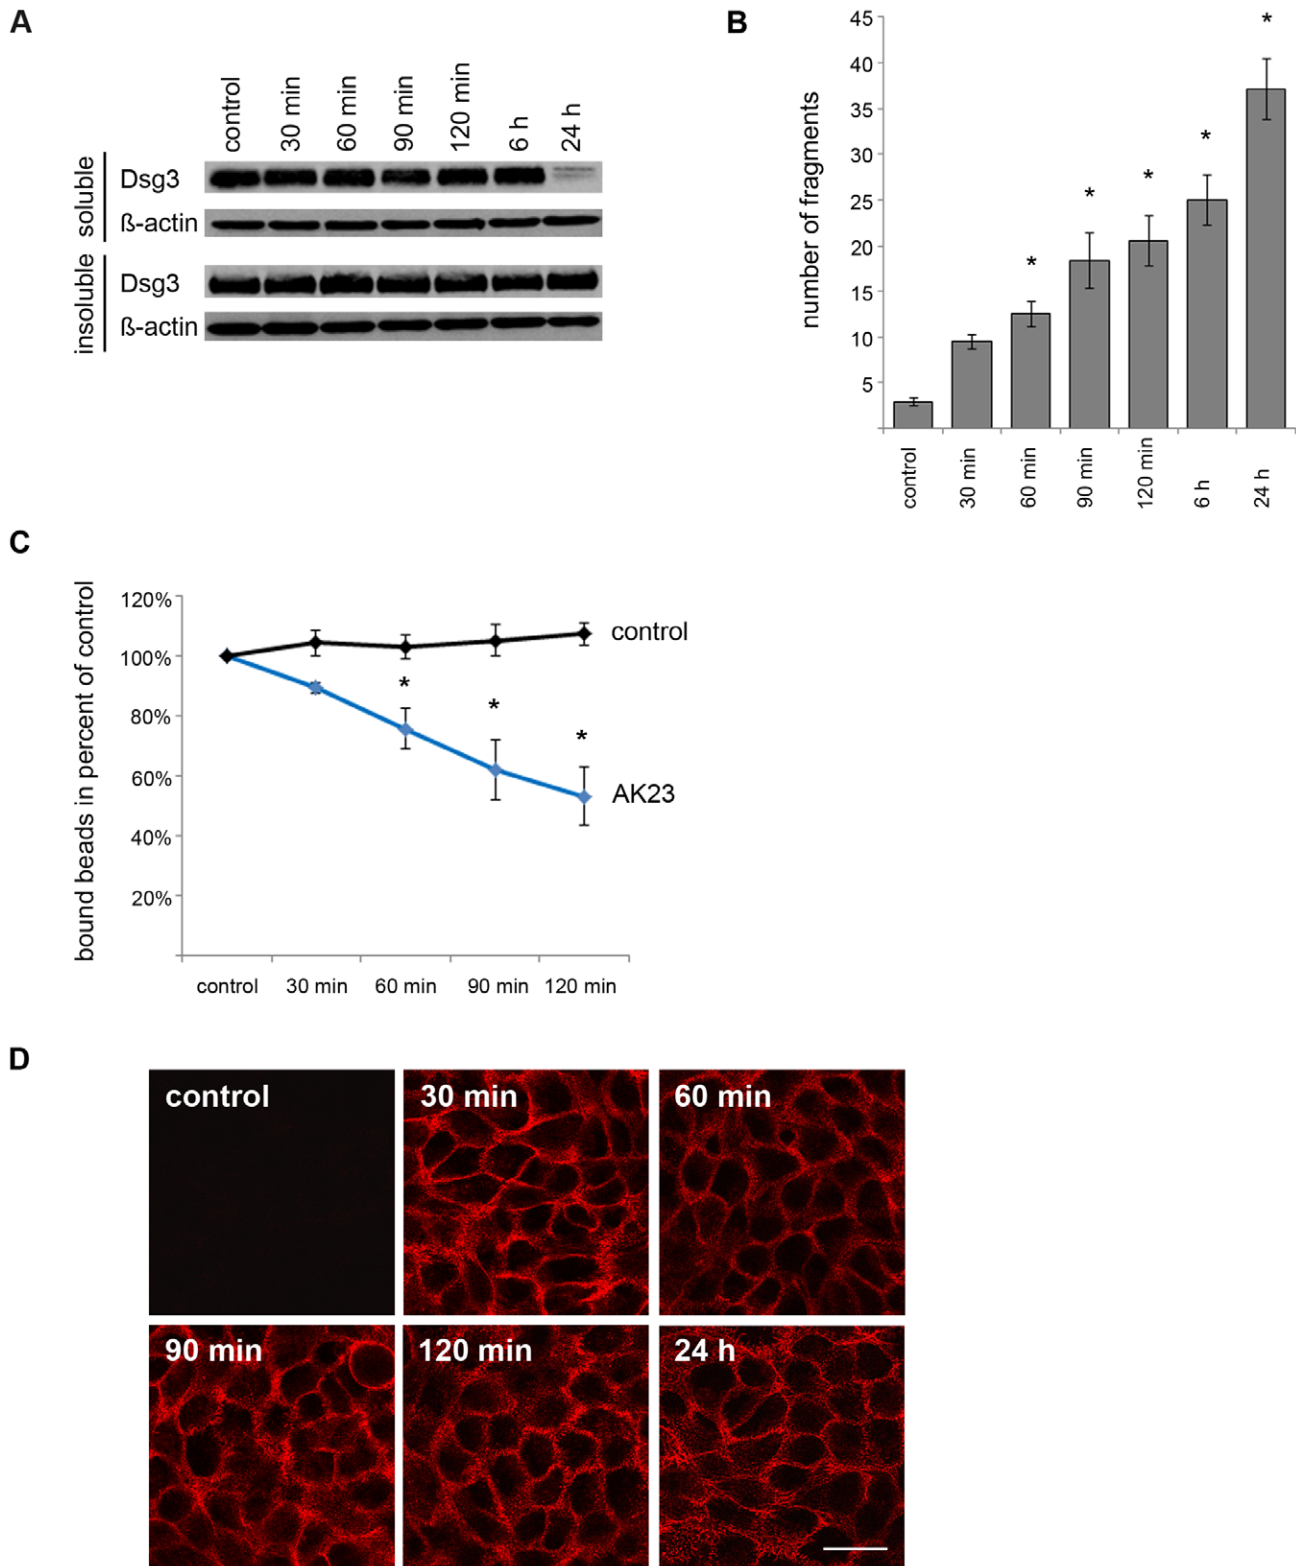 A
control
30 min
60 min
90 min
120 min
6 h
24 h
soluble
Dsg3
ß-actin
insoluble
Dsg3
ß-actin
B
number of fragments
45
40
35
30
25
20
15
10
5
*
*
*
*
*
*
control
30 min
60 min
90 min
120 min
6 h
24 h
C
bound beads in percent of control
120%
100%
80%
60%
40%
20%
control
*
*
*
AK23
control
30 min
60 min
90 min
120 min
D
control
30 min
60 min
90 min
120 min
24 h